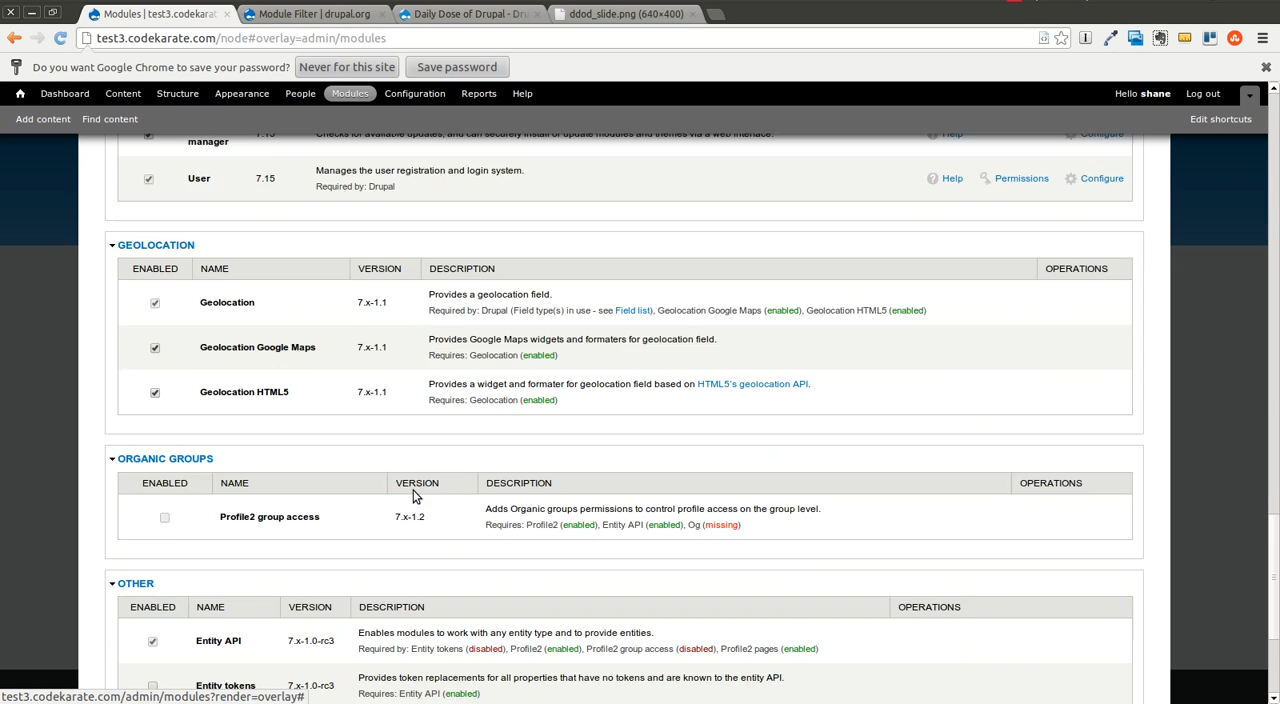 Modules | test3.codekarate
Module Filter | drupal.org
Daily Dose of Drupal - Dru
ddod_slide.png (640×400)
test3.codekarate.com/node#overlay=admin/modules
Do you want Google Chrome to save your password? Never for this site Save password
Dashboard Content Structure Appearance People Modules Configuration Reports Help Hello shane Log out
Add content Find content Edit shortcuts
manager 7.15 Checks for available updates, and can securely install or update modules and themes via a web interface. Help Configure
User 7.15 Manages the user registration and login system. Help Permissions Configure
Required by: Drupal
GEOLOCATION
ENABLED NAME VERSION DESCRIPTION OPERATIONS
Geolocation 7.x-1.1 Provides a geolocation field.
Required by: Drupal (Field type(s) in use - see Field list), Geolocation Google Maps (enabled), Geolocation HTML5 (enabled)
Geolocation Google Maps 7.x-1.1 Provides Google Maps widgets and formaters for geolocation field.
Requires: Geolocation (enabled)
Geolocation HTML5 7.x-1.1 Provides a widget and formater for geolocation field based on HTML5's geolocation API.
Requires: Geolocation (enabled)
ORGANIC GROUPS
ENABLED NAME VERSION DESCRIPTION OPERATIONS
Profile2 group access 7.x-1.2 Adds Organic groups permissions to control profile access on the group level.
Requires: Profile2 (enabled), Entity API (enabled), Og (missing)
OTHER
ENABLED NAME VERSION DESCRIPTION OPERATIONS
Entity API 7.x-1.0-rc3 Enables modules to work with any entity type and to provide entities.
Required by: Entity tokens (disabled), Profile2 (enabled), Profile2 group access (disabled), Profile2 pages (enabled)
Entity tokens 7.x-1.0-rc3 Provides token replacements for all properties that have no tokens and are known to the entity API.
Requires: Entity API (enabled)
test3.codekarate.com/admin/modules?render=overlay#